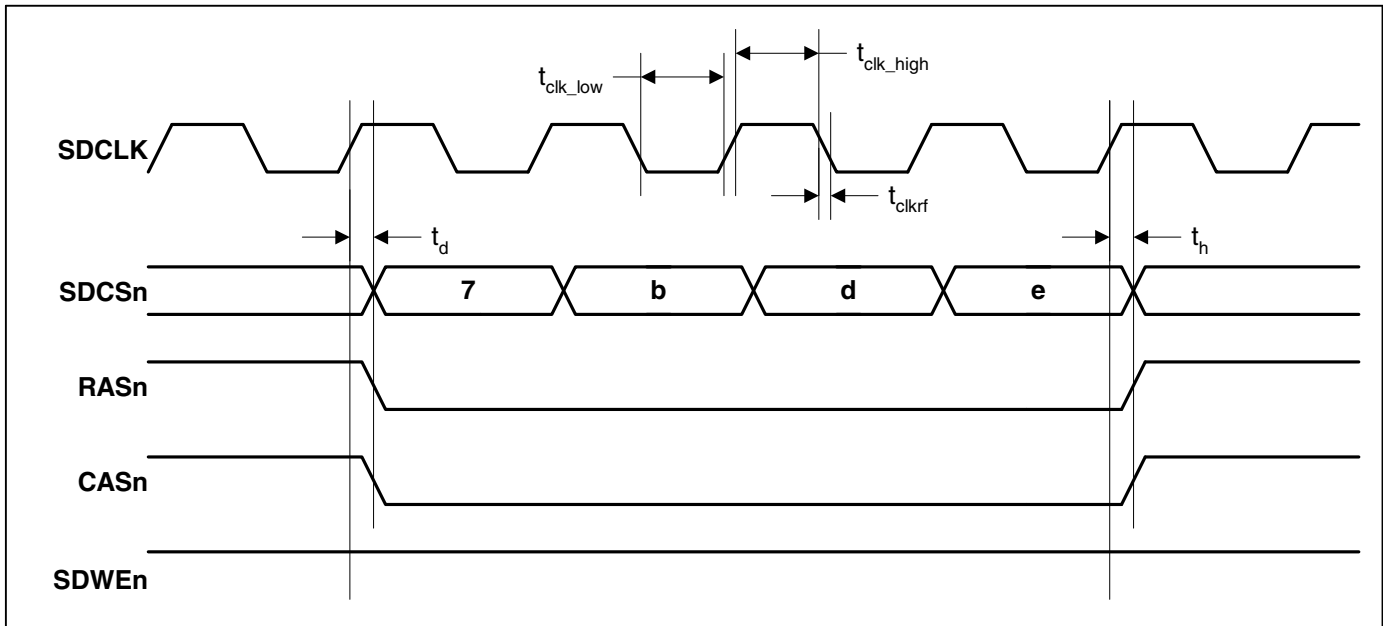 t_clk_low
t_clk_high
SDCLK
t_clkrf
t_d
t_h
SDCSn 7 b d e
RASn
CASn
SDWEn